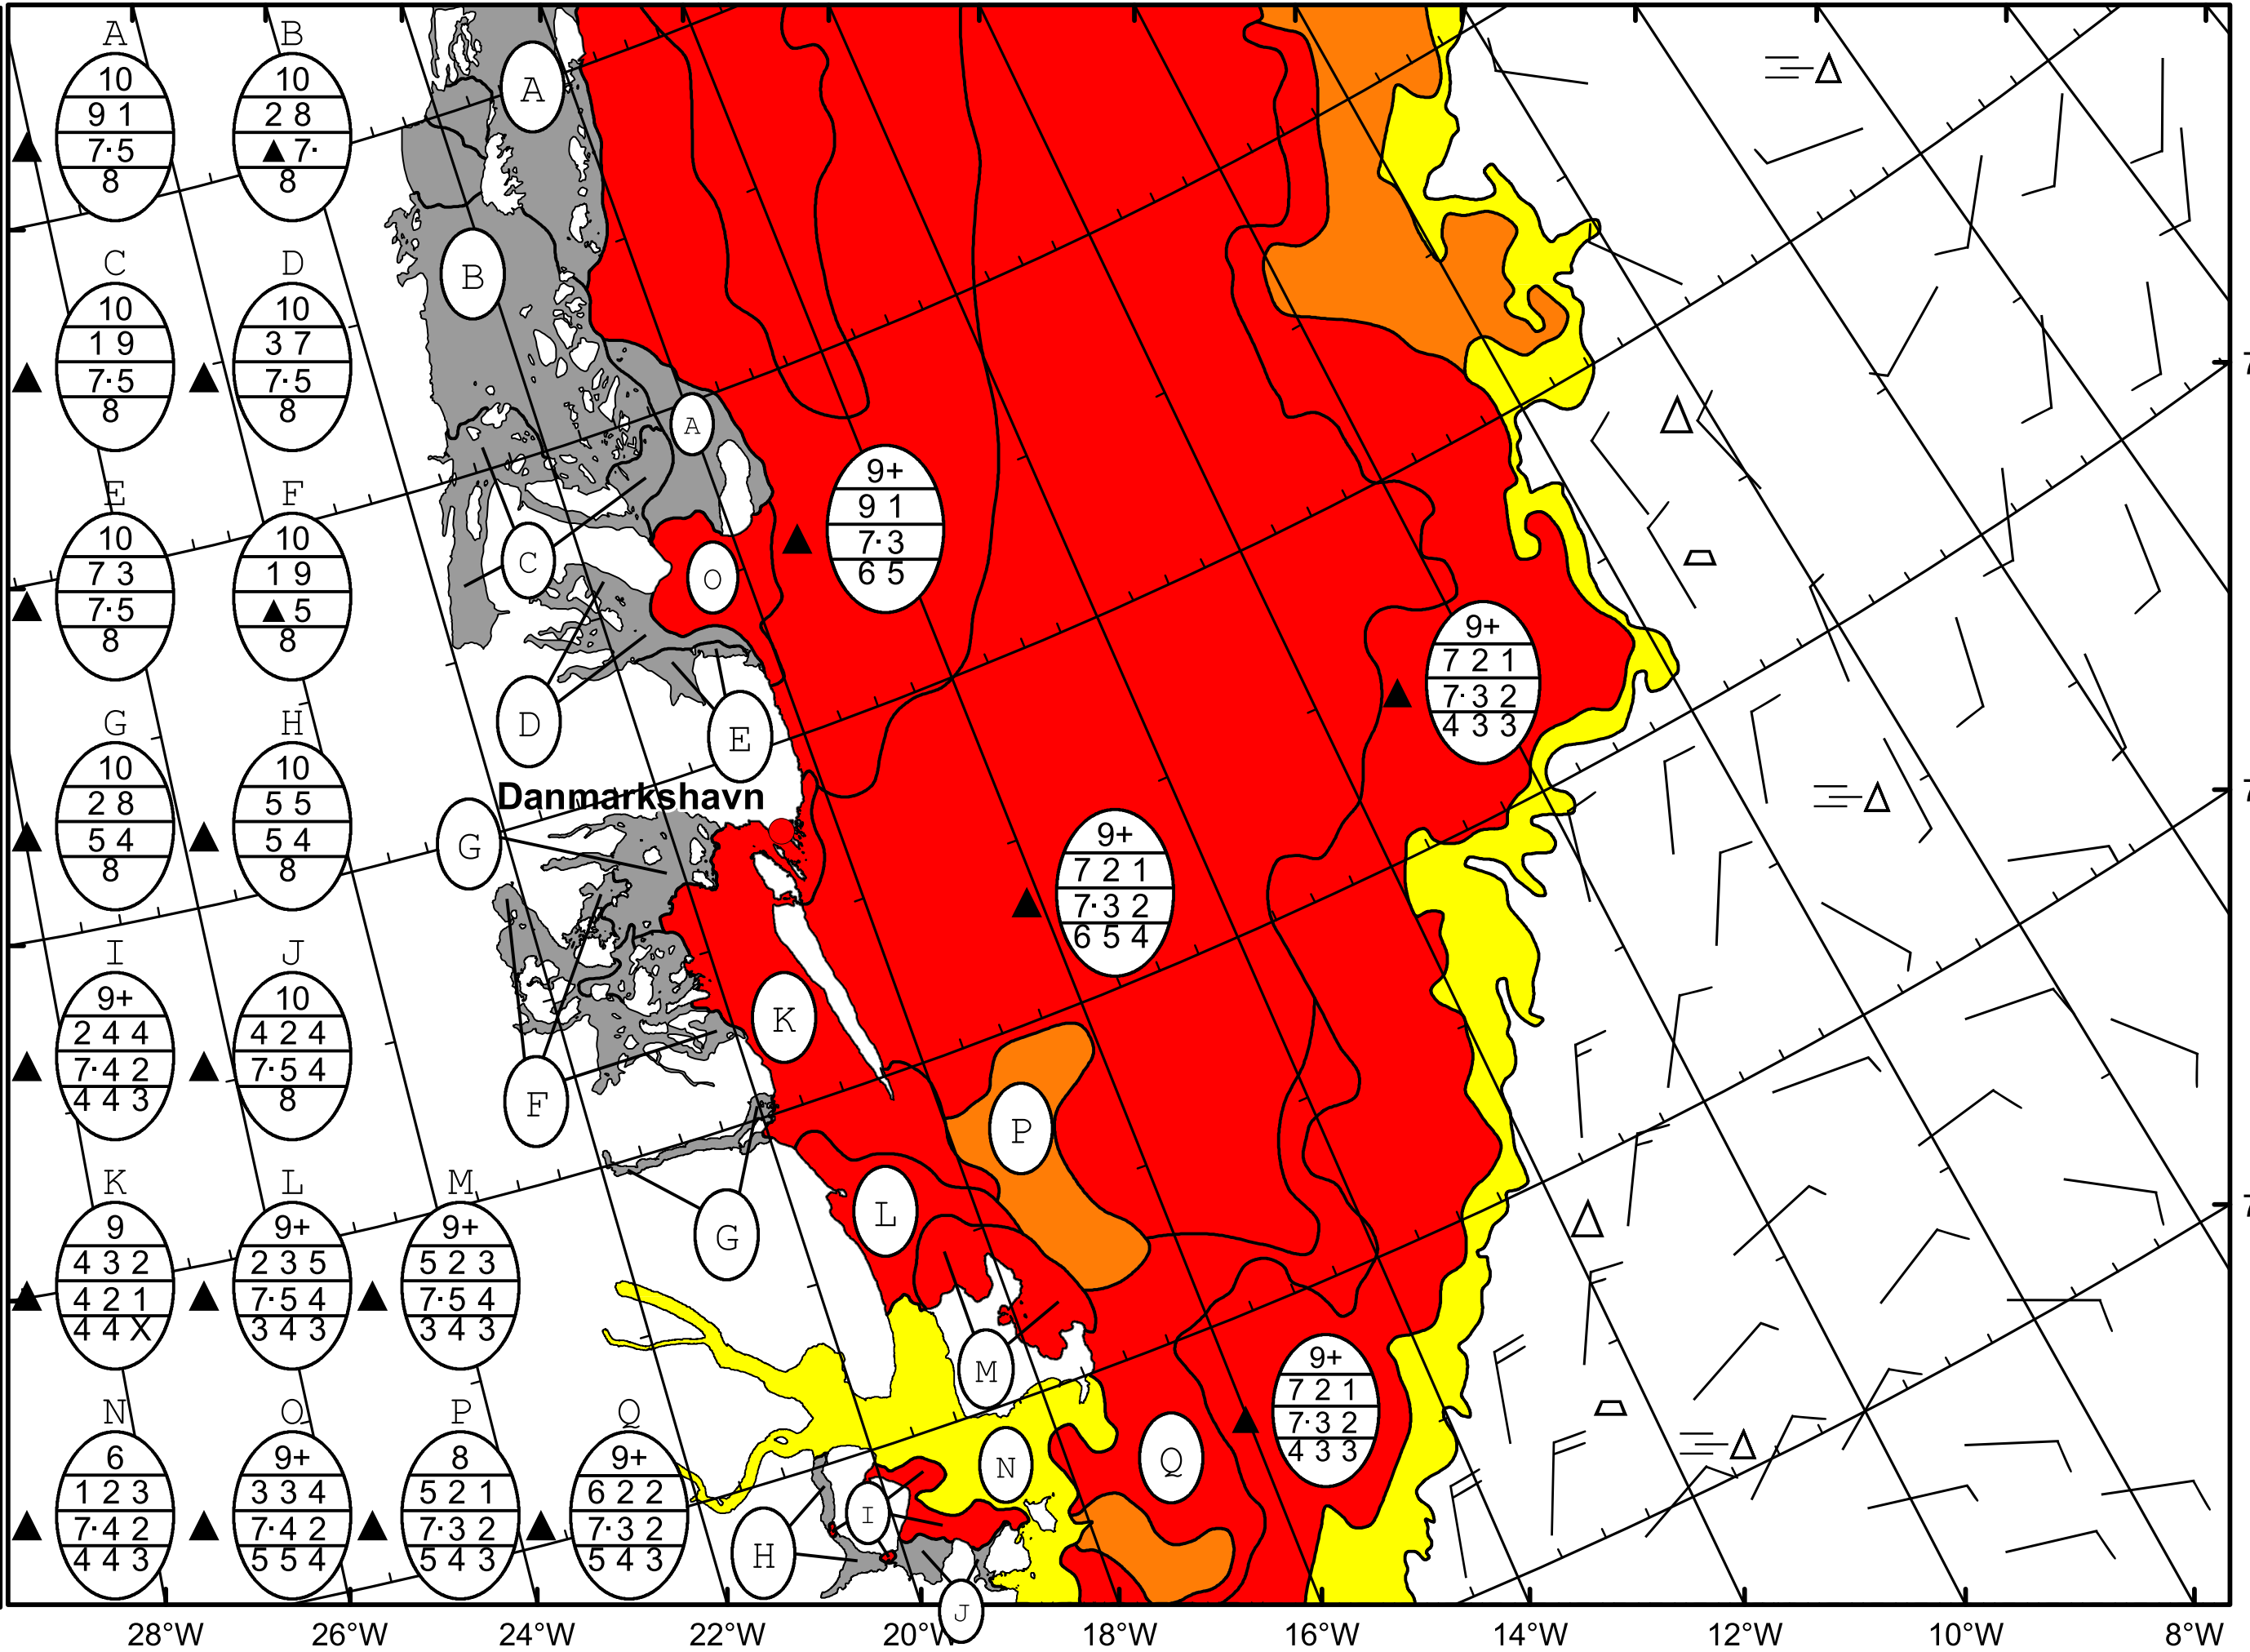 A B
10 10
9 1 2 8
7· 5 ▲ 7·
8 8
C D
10 10
1 9 3 7
7· 5 7· 5
8 8
E F
10 10
7 3 1 9
7· 5 ▲ 5
8 8
G H
10 10
2 8 5 5
5 4 5 4
8 8
I J
9+ 10
2 4 4 4 2 4
7· 4 2 7· 5 4
4 4 3 8
K L M
9 9+ 9+
4 3 2 2 3 5 5 2 3
4 2 1 7· 5 4 7· 5 4
4 4 X 3 4 3 3 4 3
N O P Q
6 9+ 8 9+
1 2 3 3 3 4 5 2 1 6 2 2
7· 4 2 7· 4 2 7· 3 2 7· 3 2
4 4 3 5 5 4 5 4 3 5 4 3
A
B
A
C
O
D
E
Danmarkshavn
G
K
F
P
L
G
M
N
Q
I
H
J
9+
9 1
7· 3
6 5
9+
7 2 1
7· 3 2
4 3 3
9+
7 2 1
7· 3 2
6 5 4
9+
7 2 1
7· 3 2
4 3 3
7
7
7
28°W 26°W 24°W 22°W 20°W 18°W 16°W 14°W 12°W 10°W 8°W